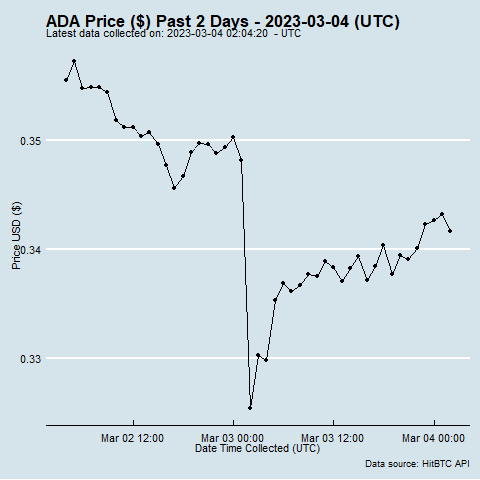 ADA Price ($) Past 2 Days - 2023-03-04 (UTC)
Latest data collected on: 2023-03-04 02:04:20  - UTC
Price USD ($)
0.35
0.34
0.33
Mar 02 12:00
Mar 03 00:00
Mar 03 12:00
Mar 04 00:00
Date Time Collected (UTC)
Data source: HitBTC API